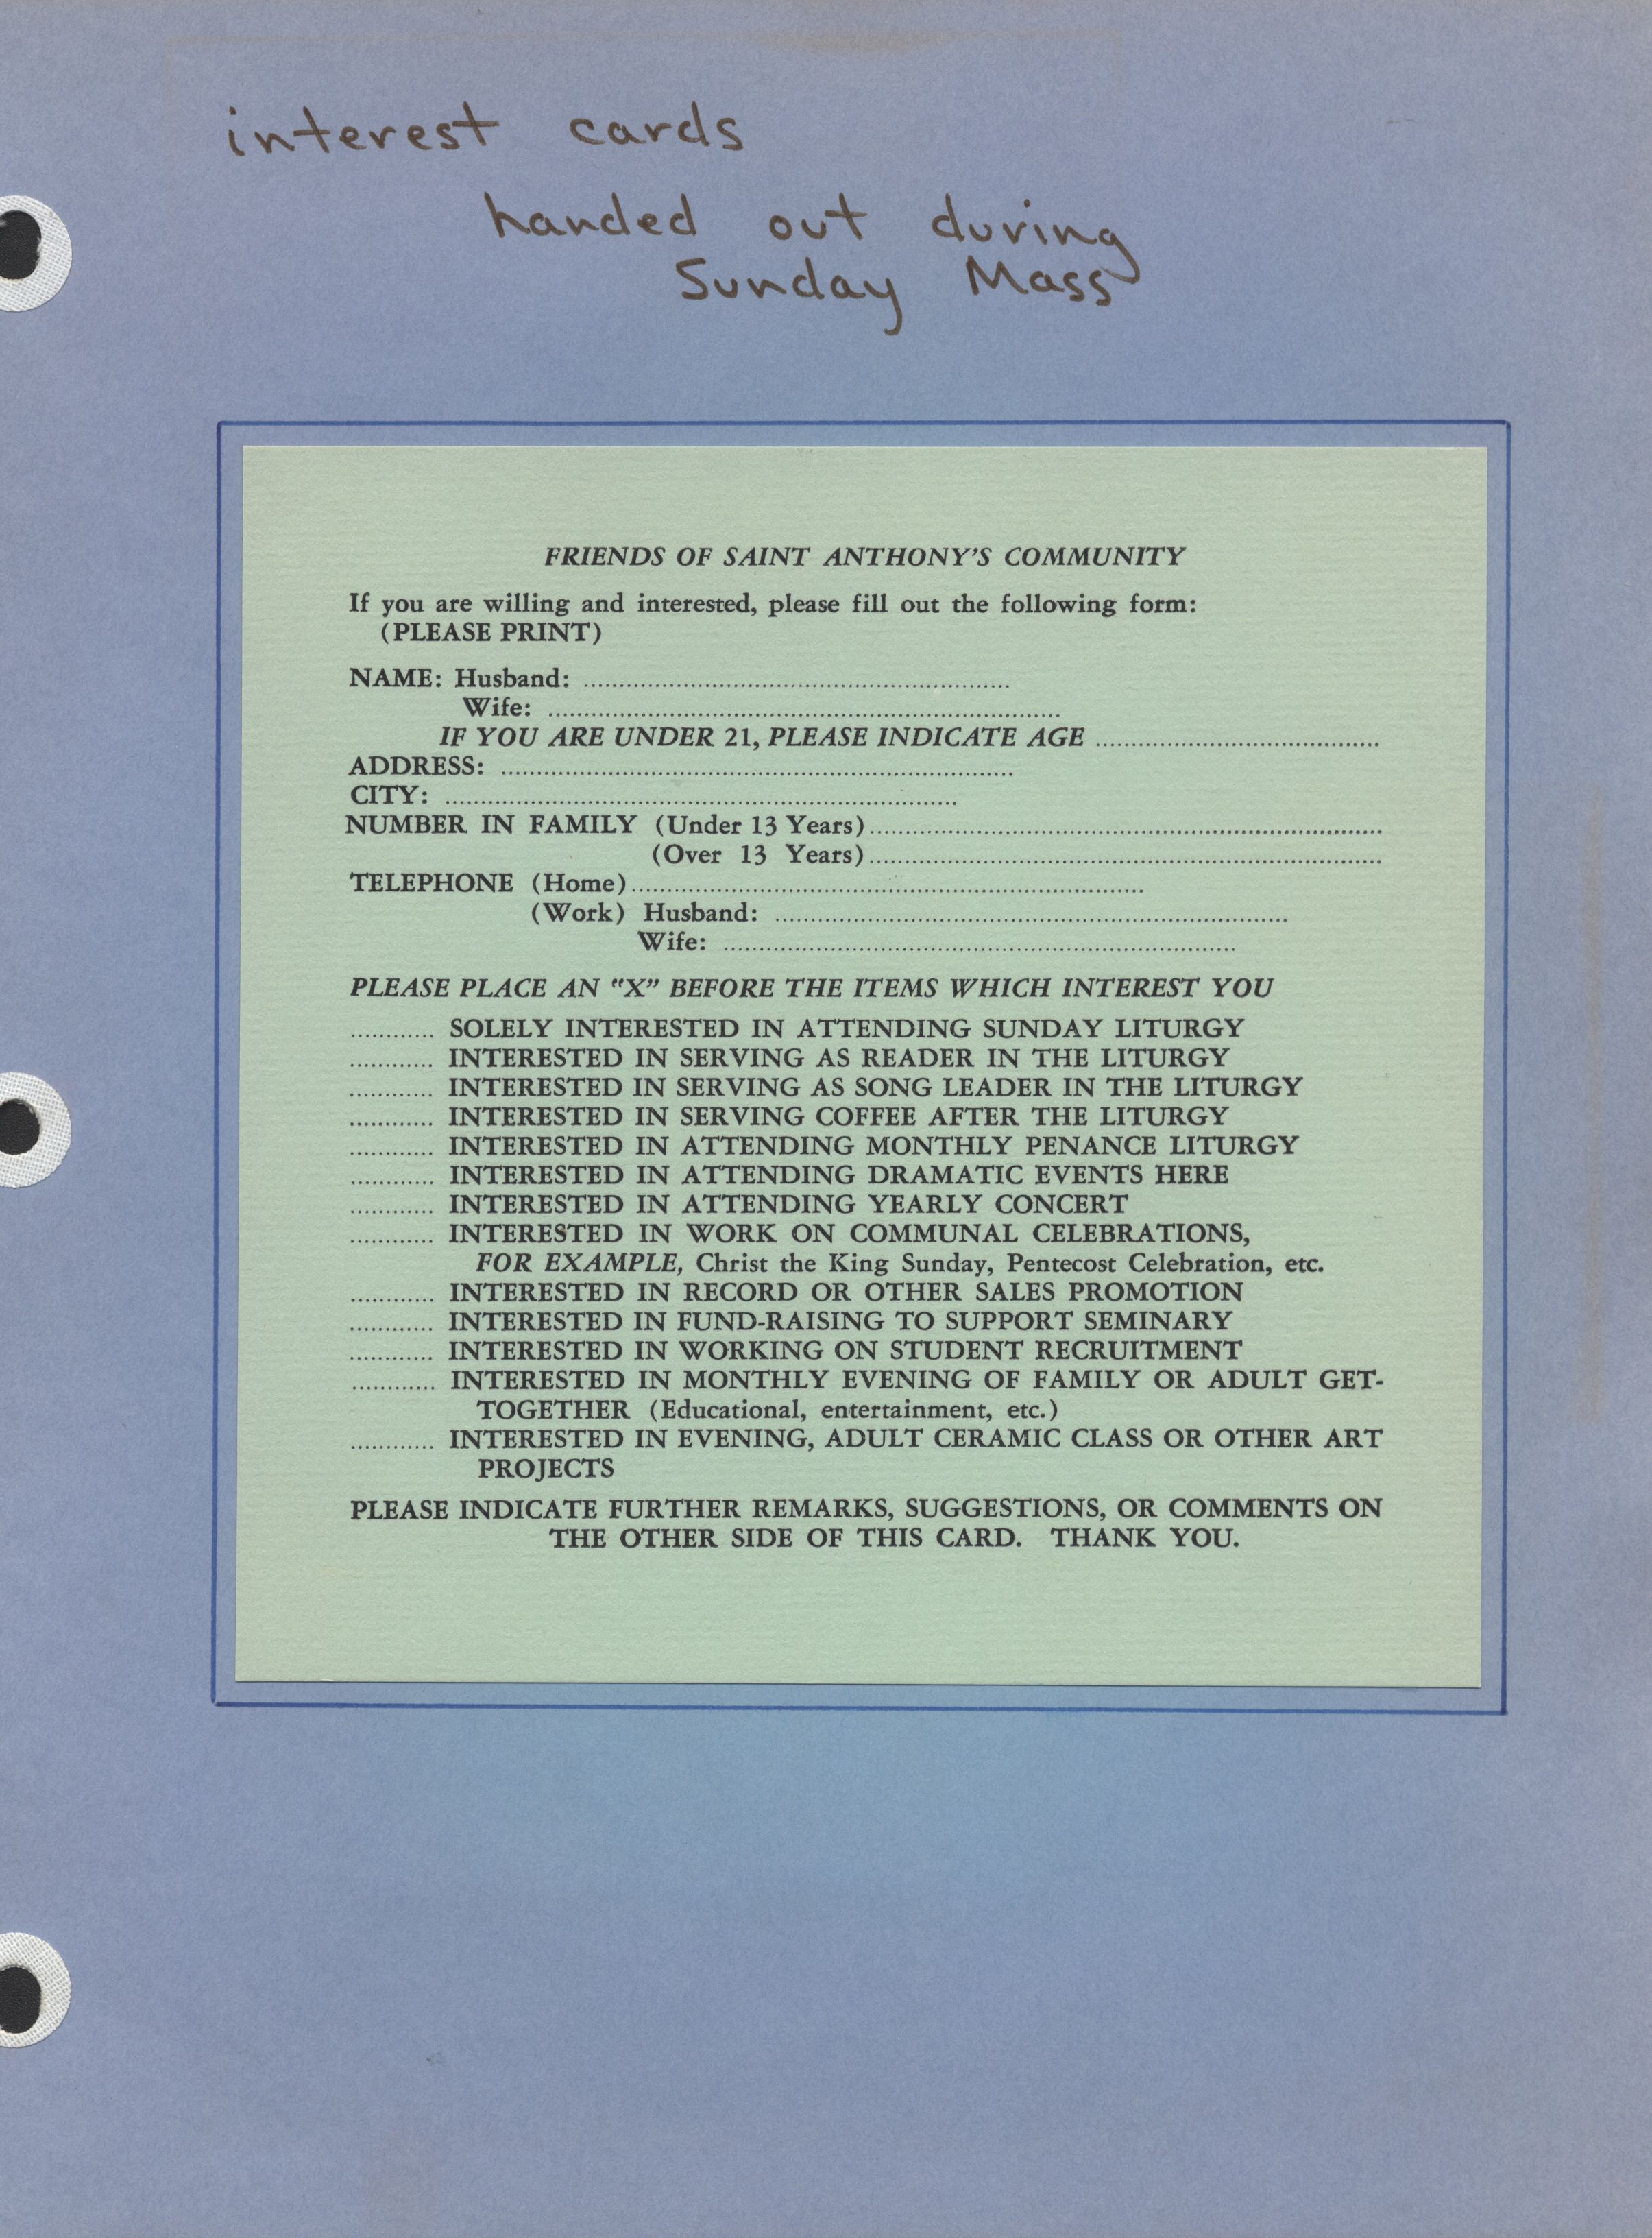 interest cards
handed out during
Sunday Mass
FRIENDS OF SAINT ANTHONY'S COMMUNITY
If you are willing and interested, please fill out the following form:
(PLEASE PRINT)
NAME: Husband: ..............................
Wife: ..............................
IF YOU ARE UNDER 21, PLEASE INDICATE AGE ..............................
ADDRESS: ..............................
CITY: ..............................
NUMBER IN FAMILY (Under 13 Years)..............................
(Over 13 Years)..............................
TELEPHONE (Home)..............................
(Work) Husband: ..............................
Wife: ..............................
PLEASE PLACE AN "X" BEFORE THE ITEMS WHICH INTEREST YOU
............ SOLELY INTERESTED IN ATTENDING SUNDAY LITURGY
............ INTERESTED IN SERVING AS READER IN THE LITURGY
............ INTERESTED IN SERVING AS SONG LEADER IN THE LITURGY
............ INTERESTED IN SERVING COFFEE AFTER THE LITURGY
............ INTERESTED IN ATTENDING MONTHLY PENANCE LITURGY
............ INTERESTED IN ATTENDING DRAMATIC EVENTS HERE
............ INTERESTED IN ATTENDING YEARLY CONCERT
............ INTERESTED IN WORK ON COMMUNAL CELEBRATIONS,
FOR EXAMPLE, Christ the King Sunday, Pentecost Celebration, etc.
............ INTERESTED IN RECORD OR OTHER SALES PROMOTION
............ INTERESTED IN FUND-RAISING TO SUPPORT SEMINARY
............ INTERESTED IN WORKING ON STUDENT RECRUITMENT
............ INTERESTED IN MONTHLY EVENING OF FAMILY OR ADULT GET-
TOGETHER (Educational, entertainment, etc.)
............ INTERESTED IN EVENING, ADULT CERAMIC CLASS OR OTHER ART
PROJECTS
PLEASE INDICATE FURTHER REMARKS, SUGGESTIONS, OR COMMENTS ON
THE OTHER SIDE OF THIS CARD. THANK YOU.